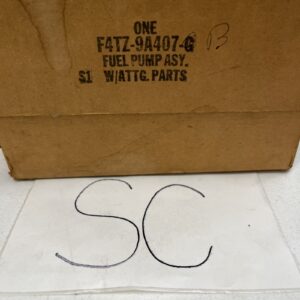 ONE
F4TZ-9A407-G B
FUEL PUMP ASY.
S1 W/ATTG. PARTS
SC